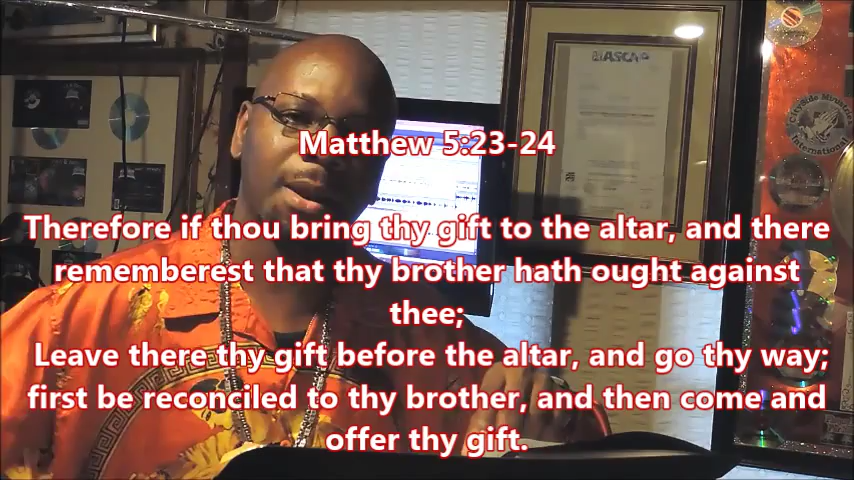 ASCAP
Matthew 5:23-24
Therefore if thou bring thy gift to the altar, and there
rememberest that thy brother hath ought against
thee;
Leave there thy gift before the altar, and go thy way;
first be reconciled to thy brother, and then come and
offer thy gift.
International